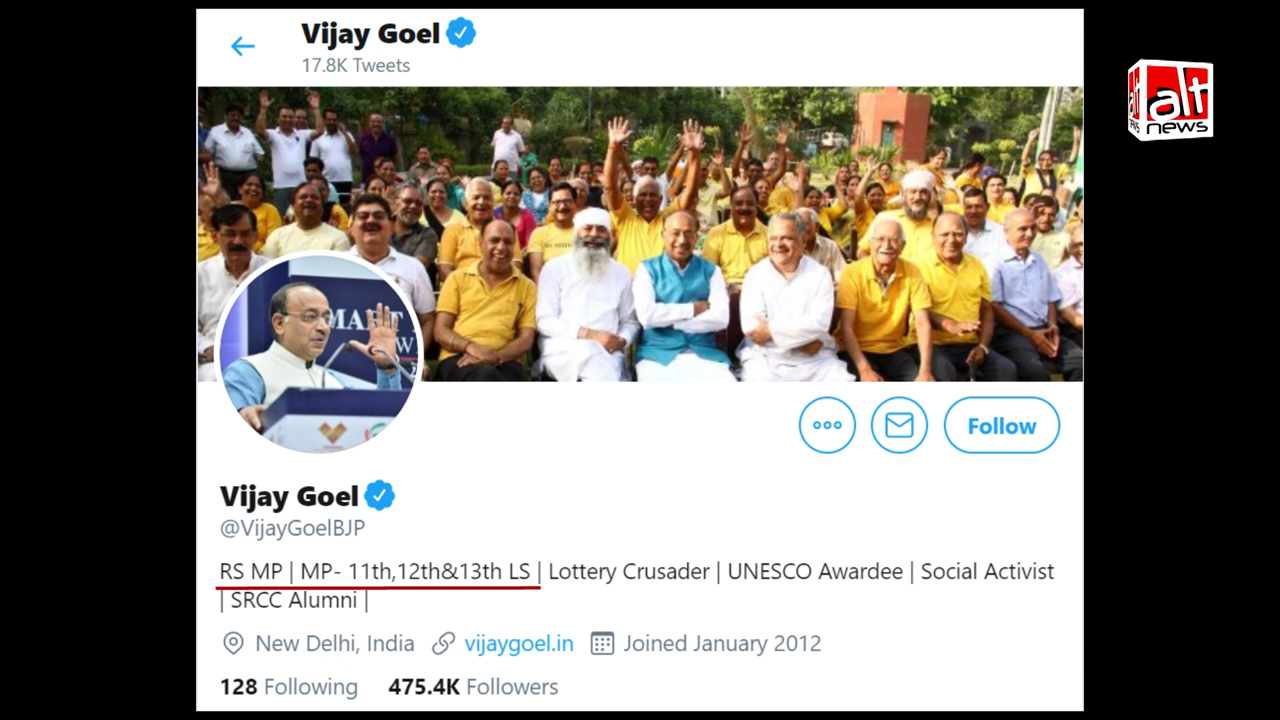 Vijay Goel
17.8K Tweets
alt
news
MART
W
Follow
Vijay Goel
@VijayGoelBJP
RS MP | MP- 11th,12th&13th LS | Lottery Crusader | UNESCO Awardee | Social Activist
| SRCC Alumni |
New Delhi, India vijaygoel.in Joined January 2012
128 Following 475.4K Followers